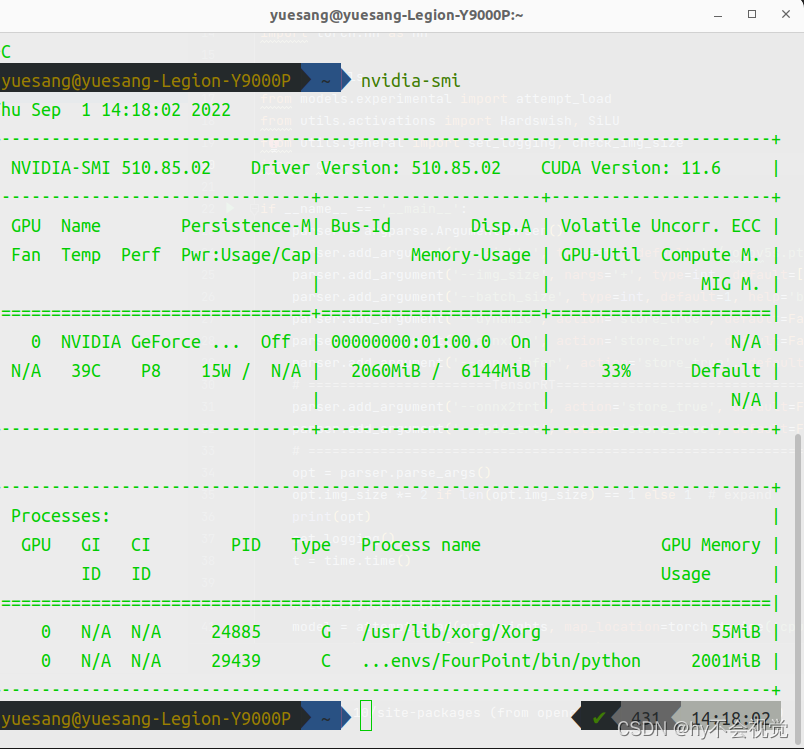 yuesang@yuesang-Legion-Y9000P:~
C
yuesang@yuesang-Legion-Y9000P ~ nvidia-smi
hu Sep  1 14:18:02 2022
NVIDIA-SMI 510.85.02    Driver Version: 510.85.02    CUDA Version: 11.6
GPU  Name        Persistence-M| Bus-Id        Disp.A | Volatile Uncorr. ECC |
Fan  Temp  Perf  Pwr:Usage/Cap|         Memory-Usage | GPU-Util  Compute M. |
|                      |               MIG M. |
0  NVIDIA GeForce ...  Off  | 00000000:01:00.0  On |                  N/A |
N/A   39C    P8    15W /  N/A |   2060MiB /  6144MiB |     33%      Default |
|                      |                  N/A |
Processes:                                                                  |
GPU   GI   CI        PID   Type   Process name                  GPU Memory |
ID   ID                                                   Usage      |
0   N/A  N/A     24885      G   /usr/lib/xorg/Xorg                 55MiB |
0   N/A  N/A     29439      C   ...envs/FourPoint/bin/python     2001MiB |
yuesang@yuesang-Legion-Y9000P ~ ✔ 431 14:18:02
CSDN @hy不会视觉